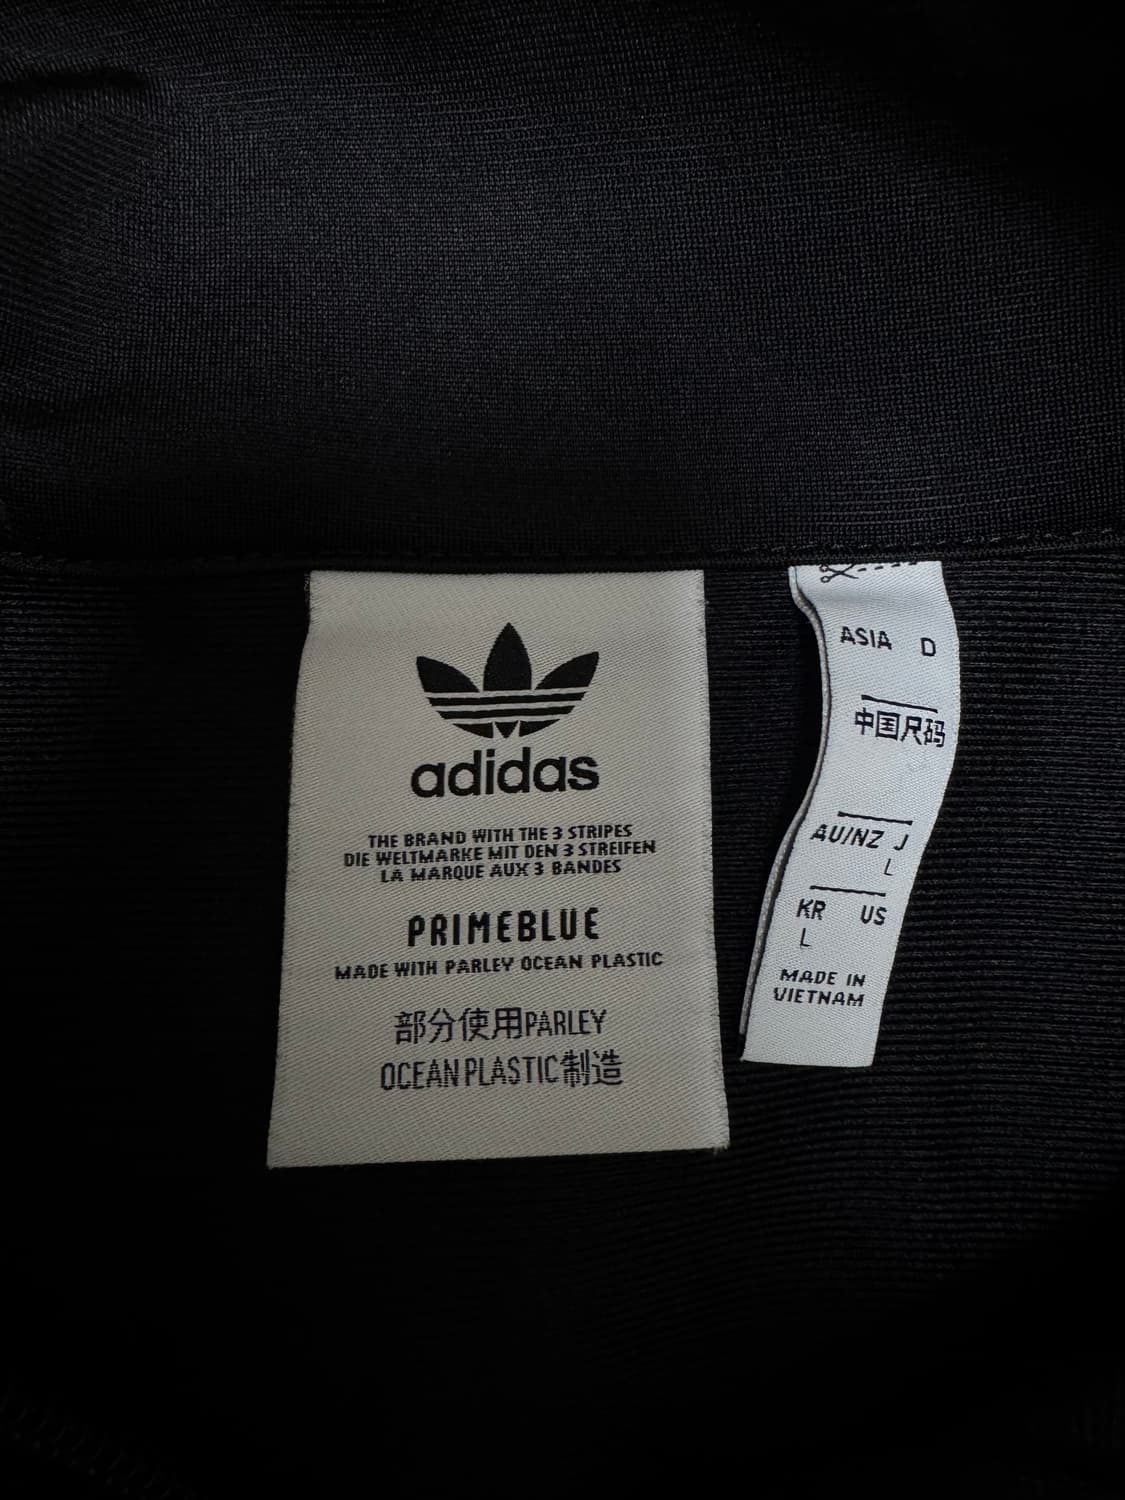 adidas
THE BRAND WITH THE 3 STRIPES
DIE WELTMARKE MIT DEN 3 STREIFEN
LA MARQUE AUX 3 BANDES
PRIMEBLUE
MADE WITH PARLEY OCEAN PLASTIC
部分使用PARLEY
OCEAN PLASTIC制造
ASIA D
中国尺码
AU/NZ J
L
KR US
L
MADE IN
VIETNAM